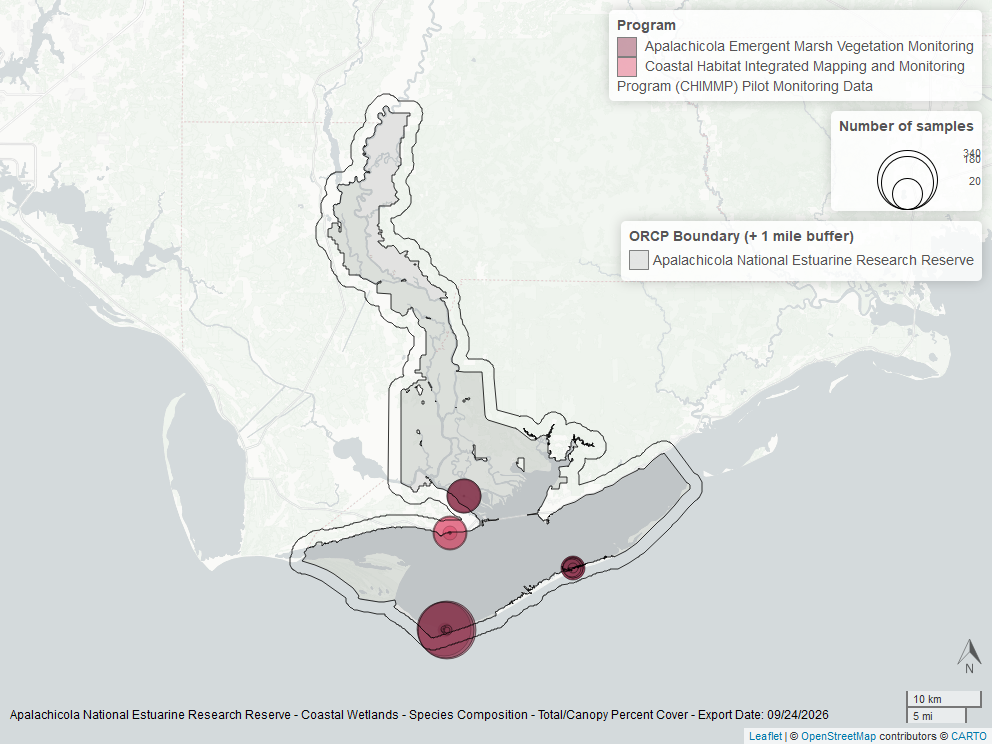 Program
Apalachicola Emergent Marsh Vegetation Monitoring
Coastal Habitat Integrated Mapping and Monitoring
Program (CHIMMP) Pilot Monitoring Data
Number of samples
340
180
20
ORCP Boundary (+ 1 mile buffer)
Apalachicola National Estuarine Research Reserve
N
10 km
5 mi
Apalachicola National Estuarine Research Reserve - Coastal Wetlands - Species Composition - Total/Canopy Percent Cover - Export Date: 09/24/2026
Leaflet | © OpenStreetMap contributors © CARTO